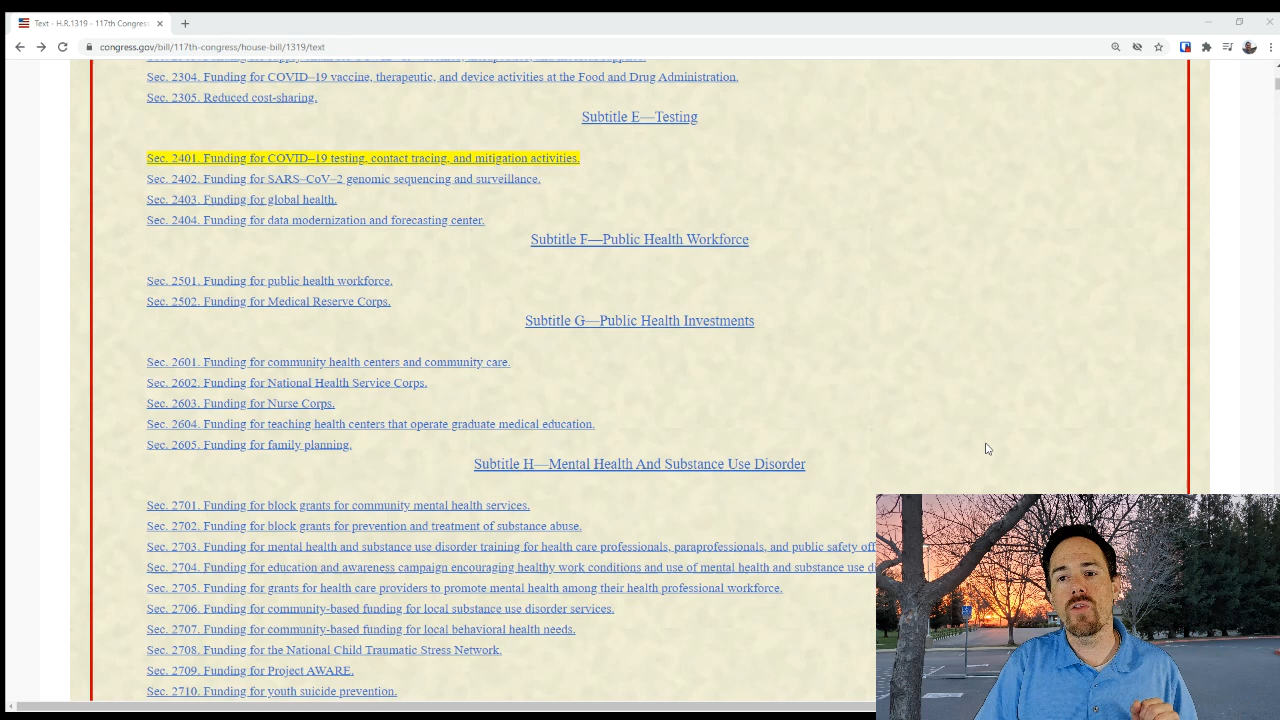 Text - H.R.1319 - 117th Congres
congress.gov/bill/117th-congress/house-bill/1319/text
Sec. 2304. Funding for COVID–19 vaccine, therapeutic, and device activities at the Food and Drug Administration.
Sec. 2305. Reduced cost-sharing.
Subtitle E—Testing
Sec. 2401. Funding for COVID–19 testing, contact tracing, and mitigation activities.
Sec. 2402. Funding for SARS–CoV–2 genomic sequencing and surveillance.
Sec. 2403. Funding for global health.
Sec. 2404. Funding for data modernization and forecasting center.
Subtitle F—Public Health Workforce
Sec. 2501. Funding for public health workforce.
Sec. 2502. Funding for Medical Reserve Corps.
Subtitle G—Public Health Investments
Sec. 2601. Funding for community health centers and community care.
Sec. 2602. Funding for National Health Service Corps.
Sec. 2603. Funding for Nurse Corps.
Sec. 2604. Funding for teaching health centers that operate graduate medical education.
Sec. 2605. Funding for family planning.
Subtitle H—Mental Health And Substance Use Disorder
Sec. 2701. Funding for block grants for community mental health services.
Sec. 2702. Funding for block grants for prevention and treatment of substance abuse.
Sec. 2703. Funding for mental health and substance use disorder training for health care professionals, paraprofessionals, and public safety off
Sec. 2704. Funding for education and awareness campaign encouraging healthy work conditions and use of mental health and substance use d
Sec. 2705. Funding for grants for health care providers to promote mental health among their health professional workforce.
Sec. 2706. Funding for community-based funding for local substance use disorder services.
Sec. 2707. Funding for community-based funding for local behavioral health needs.
Sec. 2708. Funding for the National Child Traumatic Stress Network.
Sec. 2709. Funding for Project AWARE.
Sec. 2710. Funding for youth suicide prevention.